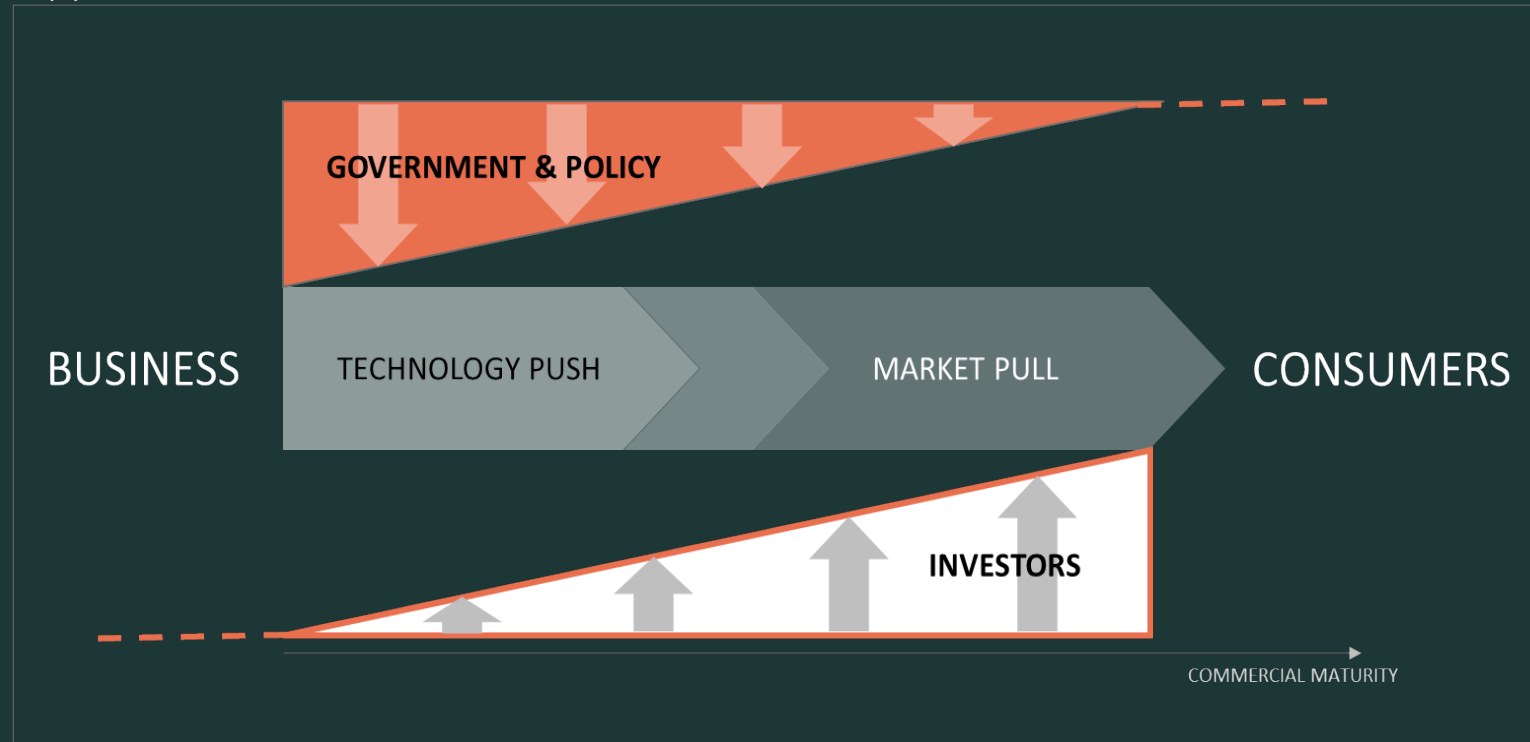 GOVERNMENT & POLICY
BUSINESS
TECHNOLOGY PUSH
MARKET PULL
CONSUMERS
INVESTORS
COMMERCIAL MATURITY